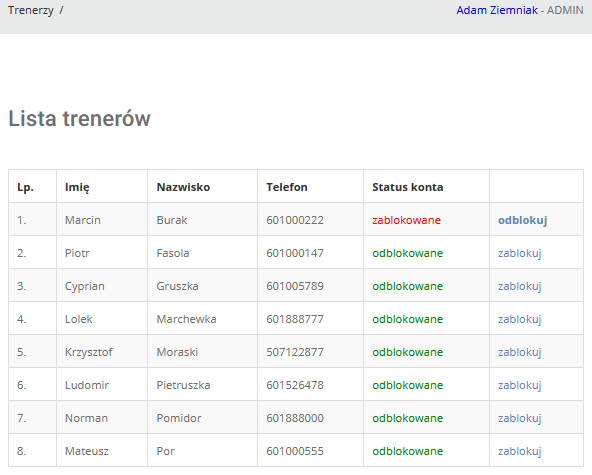 Trenerzy / Adam Ziemniak - ADMIN
Lista trenerów
Lp. Imię Nazwisko Telefon Status konta
1. Marcin Burak 601000222 zablokowane odblokuj
2. Piotr Fasola 601000147 odblokowane zablokuj
3. Cyprian Gruszka 601005789 odblokowane zablokuj
4. Lolek Marchewka 601888777 odblokowane zablokuj
5. Krzysztof Moraski 507122877 odblokowane zablokuj
6. Ludomir Pietruszka 601526478 odblokowane zablokuj
7. Norman Pomidor 601888000 odblokowane zablokuj
8. Mateusz Por 601000555 odblokowane zablokuj